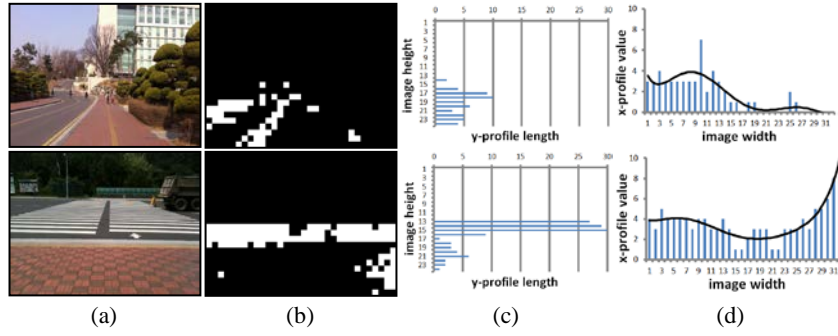 0 5 10 15 20 25 30
1
3
5
7
9
11
13
15
17
19
21
23
image height
y-profile length
10
8
6
4
2
0
x-profile value
1 3 5 7 9 11 13 15 17 19 21 23 25 27 29 31
image width
0 5 10 15 20 25 30
1
3
5
7
9
11
13
15
17
19
21
23
image height
y-profile length
10
8
6
4
2
0
x-profile value
1 3 5 7 9 11 13 15 17 19 21 23 25 27 29 31
image width
(a) (b) (c) (d)